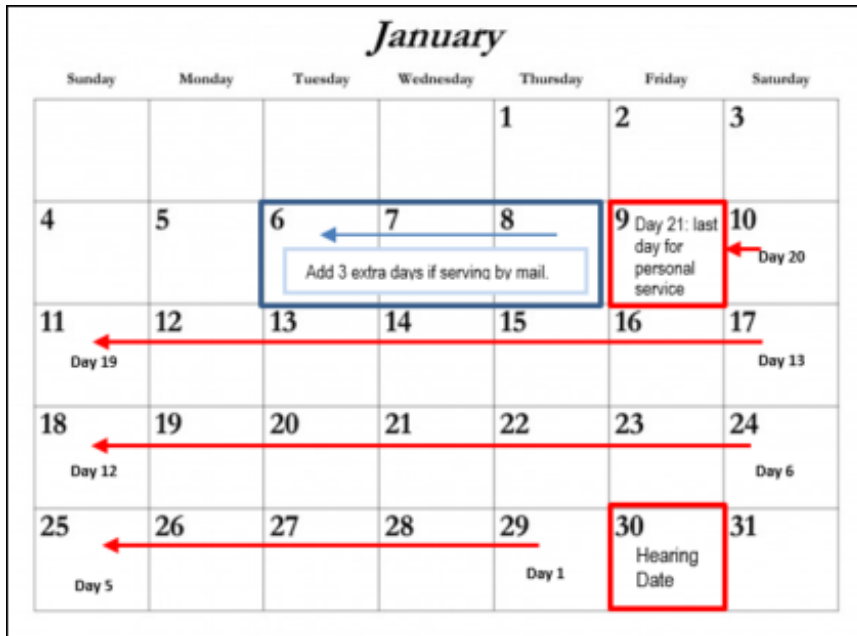 January
Sunday Monday Tuesday Wednesday Thursday Friday Saturday
1 2 3
4 5 6 7 8 9 Day 21: last 10
day for
personal
service
Day 20
Add 3 extra days if serving by mail.
11 12 13 14 15 16 17
Day 19 Day 13
18 19 20 21 22 23 24
Day 12 Day 6
25 26 27 28 29 30 31
Hearing
Date
Day 5 Day 1